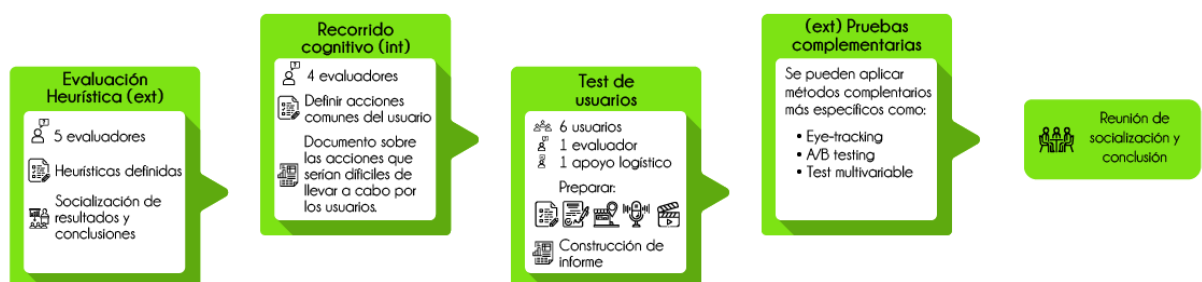 Evaluación
Heurística (ext)
5 evaluadores
Heurísticas definidas
Socialización de
resultados y
conclusiones
Recorrido
cognitivo (int)
4 evaluadores
Definir acciones
comunes del usuario
Documento sobre
las acciones que
serían difíciles de
llevar a cabo por
los usuarios.
Test de
usuarios
6 usuarios
1 evaluador
1 apoyo logístico
Preparar:
Construcción de
informe
(ext) Pruebas
complementarias
Se pueden aplicar
métodos complentarios
más específicos como:
• Eye-tracking
• A/B testing
• Test multivariable
Reunión de
socialización y
conclusión